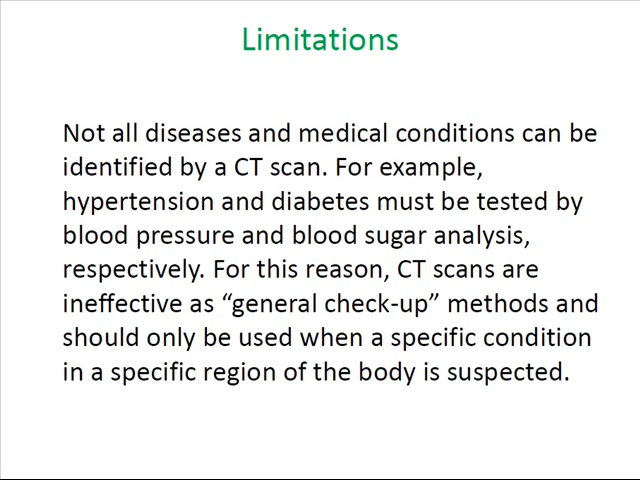 Limitations
Not all diseases and medical conditions can be
identified by a CT scan. For example,
hypertension and diabetes must be tested by
blood pressure and blood sugar analysis,
respectively. For this reason, CT scans are
ineffective as “general check-up” methods and
should only be used when a specific condition
in a specific region of the body is suspected.